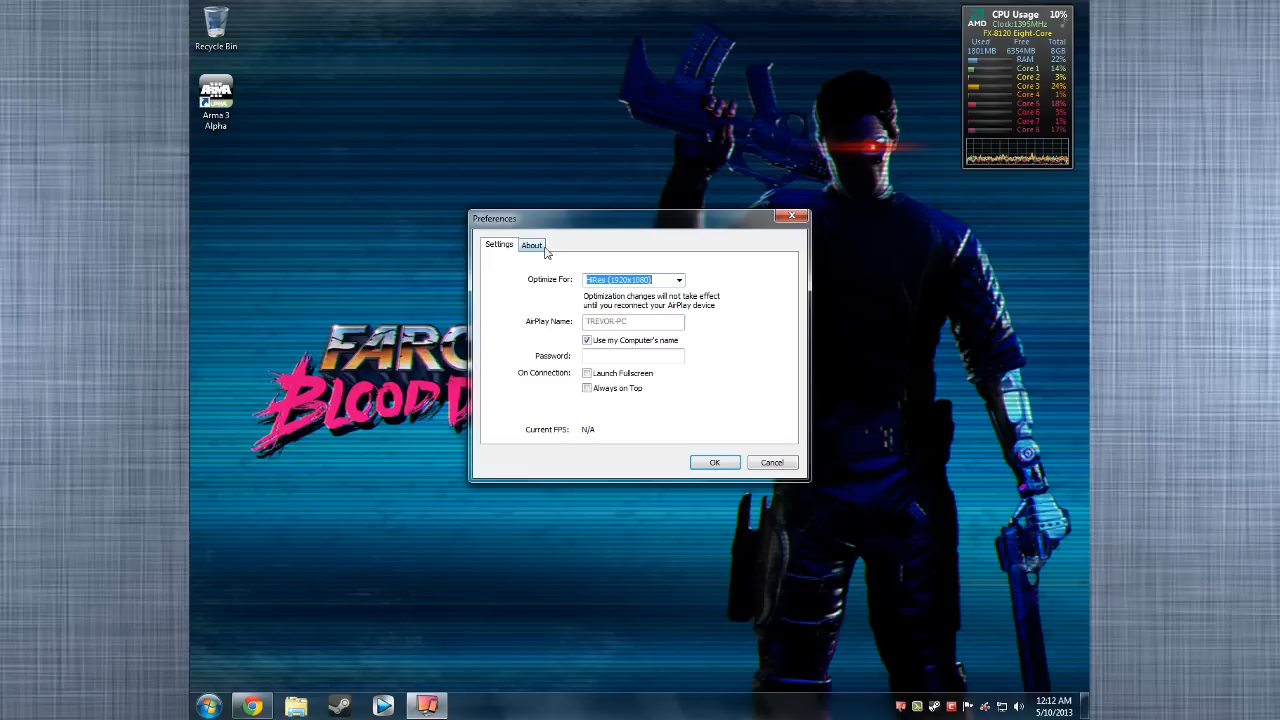 Recycle Bin
ARMA
Arma 3
Alpha
AMD
CPU Usage 10%
Clock:1395MHz
FX-8120 Eight-Core
Used Free Total
1801MB 6354MB 8GB
RAM 22%
Core 1 14%
Core 2 3%
Core 3 24%
Core 4 1%
Core 5 18%
Core 6 3%
Core 7 1%
Core 8 17%
Preferences
Settings About
Optimize For: HiRes (1920x1080)
Optimization changes will not take effect
until you reconnect your AirPlay device
AirPlay Name: TREVOR-PC
Use my Computer's name
Password:
On Connection: Launch Fullscreen
Always on Top
Current FPS: N/A
OK Cancel
FARC
BLOOD D
12:12 AM
5/10/2013